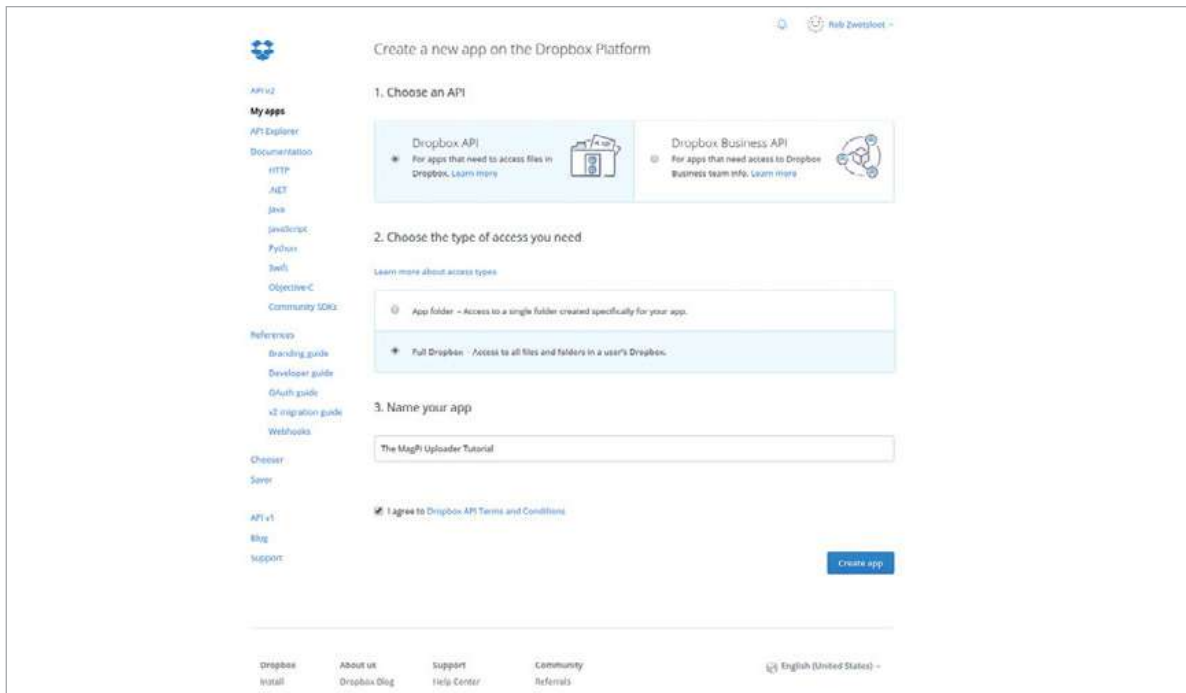 Rob Zwetsloot
Create a new app on the Dropbox Platform
API v2
My apps
API Explorer
Documentation
HTTP
.NET
Java
JavaScript
Python
Swift
Objective-C
Community SDKs
References
Branding guide
Developer guide
OAuth guide
v2 migration guide
Webhooks
Chooser
Saver
API v1
Blog
Support
1. Choose an API
Dropbox API
For apps that need to access files in
Dropbox. Learn more
Dropbox Business API
For apps that need access to Dropbox
Business team info. Learn more
2. Choose the type of access you need
Learn more about access types
App folder – Access to a single folder created specifically for your app.
Full Dropbox – Access to all files and folders in a user's Dropbox.
3. Name your app
The MagPi Uploader Tutorial
I agree to Dropbox API Terms and Conditions
Create app
Dropbox
Install
About us
Dropbox Blog
Support
Help Center
Community
Referrals
English (United States)